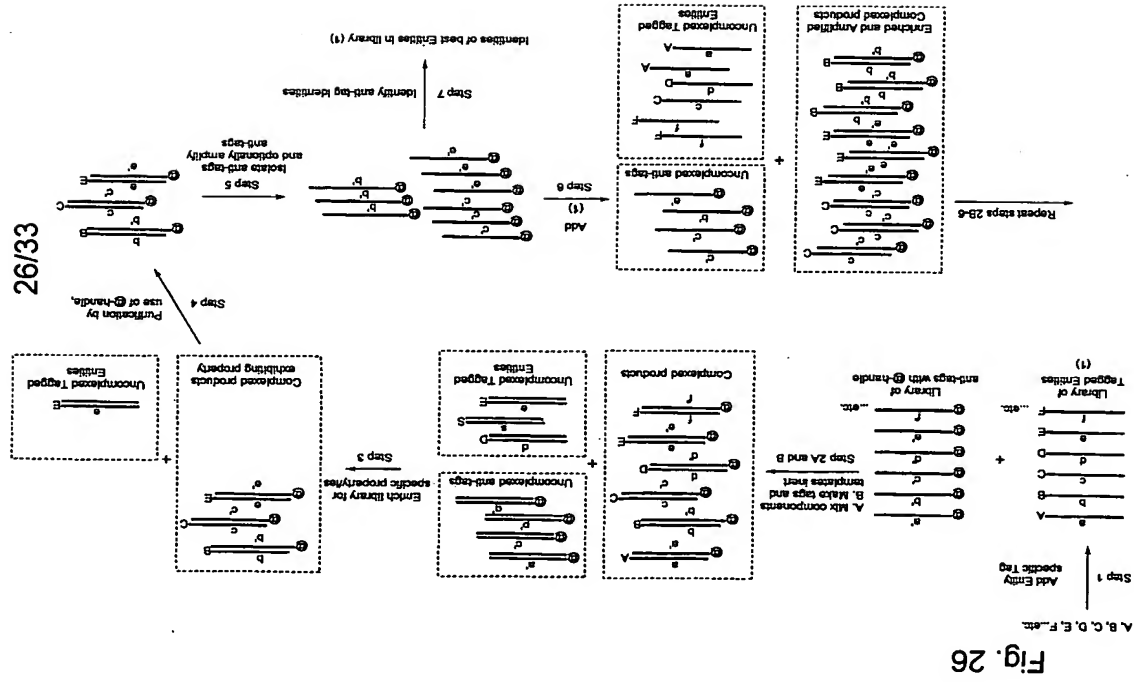 Fig. 26
26/33
A, B, C, D, E, F...etc.
Step 1
Add Entity
specific Tag
a
A
b
B
c
C
d
D
e
E
f
F
...etc.
Library of
Tagged Entities
(1)
+
@ a'
@ b'
@ c'
@ d'
@ e'
@ f'
...etc.
Library of
anti-tags with @-handle
A. Mix components
B. Make tags and
templates inert
Step 2A and B
a
A
@
b
B
@ b'
c
C
@ c'
d
D
@ d'
e
E
@ e'
f
F
@ f'
Complexed products
+
@ a'
@ c'
@ p'
@ q'
Uncomplexed anti-tags
d
D
s
S
e
E
Uncomplexed Tagged
Entities
Enrich library for
specific property/ies
Step 3
b
B
@ b'
c
C
@ c'
e
E
@ e'
Complexed products
exhibiting property
+
e
E
Uncomplexed Tagged
Entities
Step 4
Purification by
use of @-handle,
b
B
@ b'
c
C
@ c'
e
E
@ e'
Step 5
Isolate anti-tags
and optionally amplify
anti-tags
@ b'
@ b'
@ b'
@ c'
@ c'
@ c'
@ e'
@ e'
@ e'
Step 7
Identify anti-tag identities
Identities of best Entities in library (1)
Add
(1)
Step 6
@ c'
@ c'
@ b'
@ e'
Uncomplexed anti-tags
f
F
f
F
c
C
d
D
a
A
a
A
Uncomplexed Tagged
Entities
+
c
C
@ c'
c
C
@ c'
c
C
@ c'
e
E
@ e'
e
E
@ e'
e
E
@ e'
b
B
@ b'
b
B
@ b'
b
B
@ b'
Enriched and Amplified
Complexed products
Repeat steps 2B-6